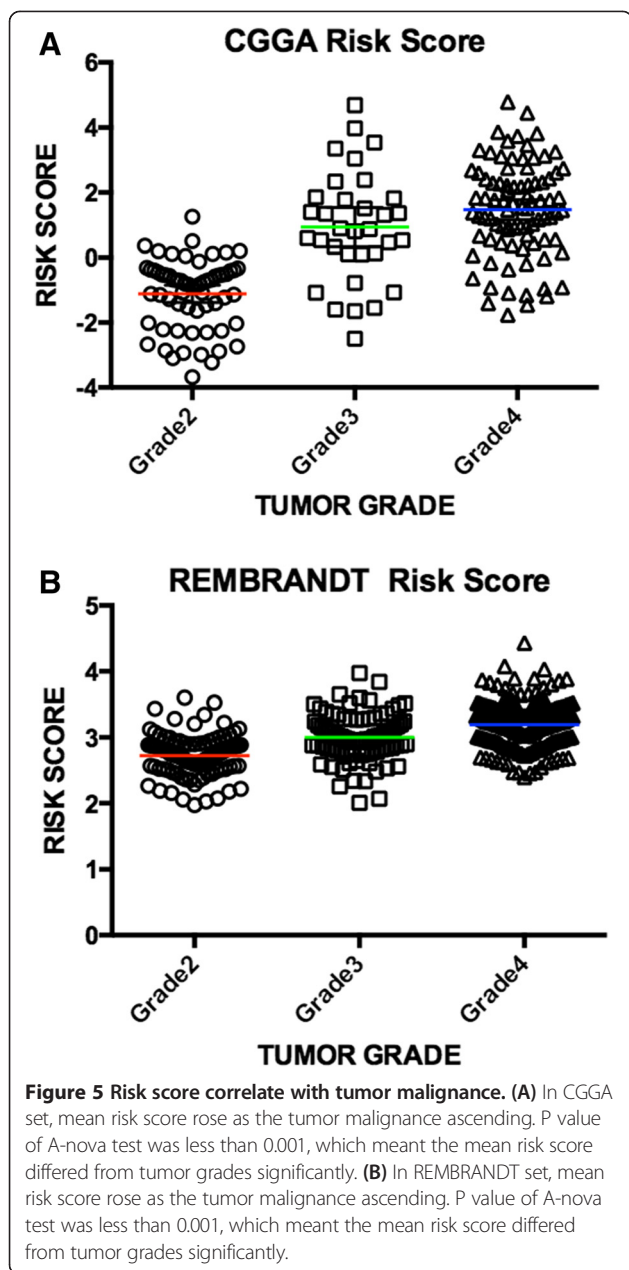 A
CGGA Risk Score
6
4
2
0
-2
-4
RISK SCORE
Grade2
Grade3
Grade4
TUMOR GRADE
B
REMBRANDT Risk Score
5
4
3
2
1
0
RISK SCORE
Grade2
Grade3
Grade4
TUMOR GRADE
Figure 5 Risk score correlate with tumor malignance. (A) In CGGA
set, mean risk score rose as the tumor malignance ascending. P value
of A-nova test was less than 0.001, which meant the mean risk score
differed from tumor grades significantly. (B) In REMBRANDT set, mean
risk score rose as the tumor malignance ascending. P value of A-nova
test was less than 0.001, which meant the mean risk score differed
from tumor grades significantly.